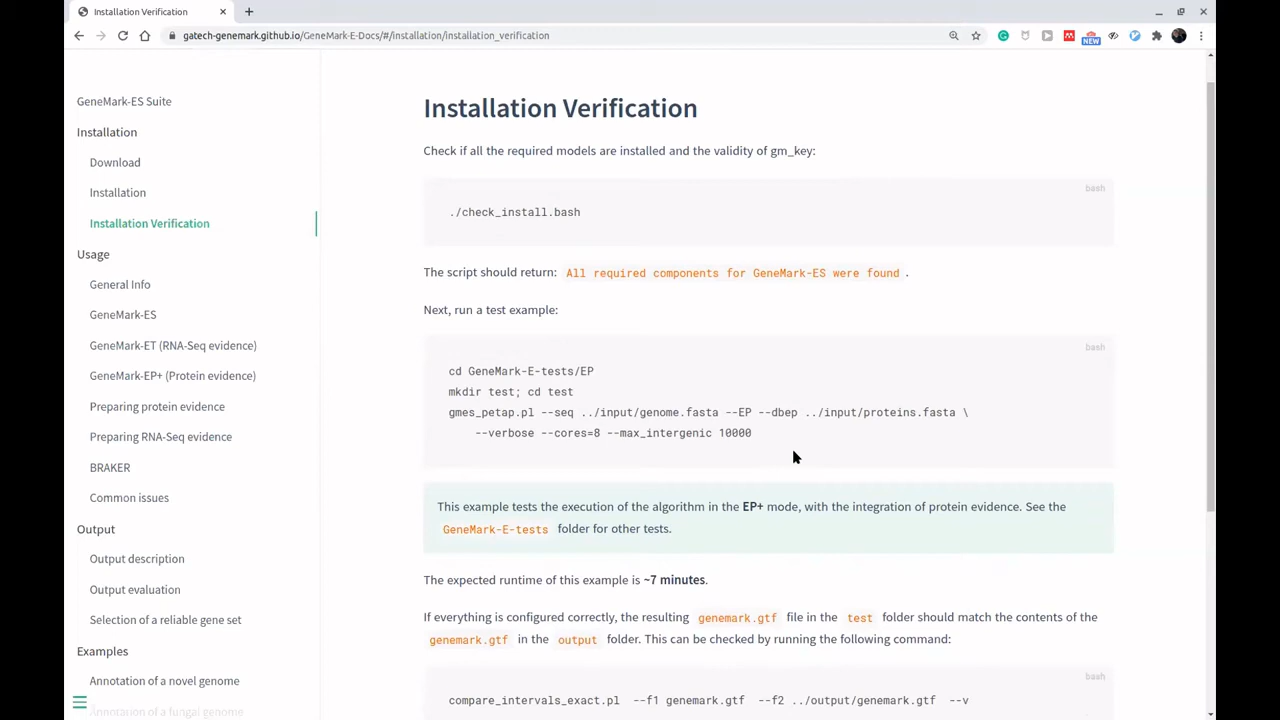 Installation Verification
gatech-genemark.github.io/GeneMark-E-Docs/#/installation/installation_verification
NEW
GeneMark-ES Suite
Installation
Download
Installation
Installation Verification
Usage
General Info
GeneMark-ES
GeneMark-ET (RNA-Seq evidence)
GeneMark-EP+ (Protein evidence)
Preparing protein evidence
Preparing RNA-Seq evidence
BRAKER
Common issues
Output
Output description
Output evaluation
Selection of a reliable gene set
Examples
Annotation of a novel genome
Annotation of a fungal genome
Installation Verification
Check if all the required models are installed and the validity of gm_key:
bash
./check_install.bash
The script should return: All required components for GeneMark-ES were found .
Next, run a test example:
bash
cd GeneMark-E-tests/EP
mkdir test; cd test
gmes_petap.pl --seq ../input/genome.fasta --EP --dbep ../input/proteins.fasta \
--verbose --cores=8 --max_intergenic 10000
This example tests the execution of the algorithm in the EP+ mode, with the integration of protein evidence. See the
GeneMark-E-tests folder for other tests.
The expected runtime of this example is ~7 minutes.
If everything is configured correctly, the resulting genemark.gtf file in the test folder should match the contents of the
genemark.gtf in the output folder. This can be checked by running the following command:
bash
compare_intervals_exact.pl --f1 genemark.gtf --f2 ../output/genemark.gtf --v